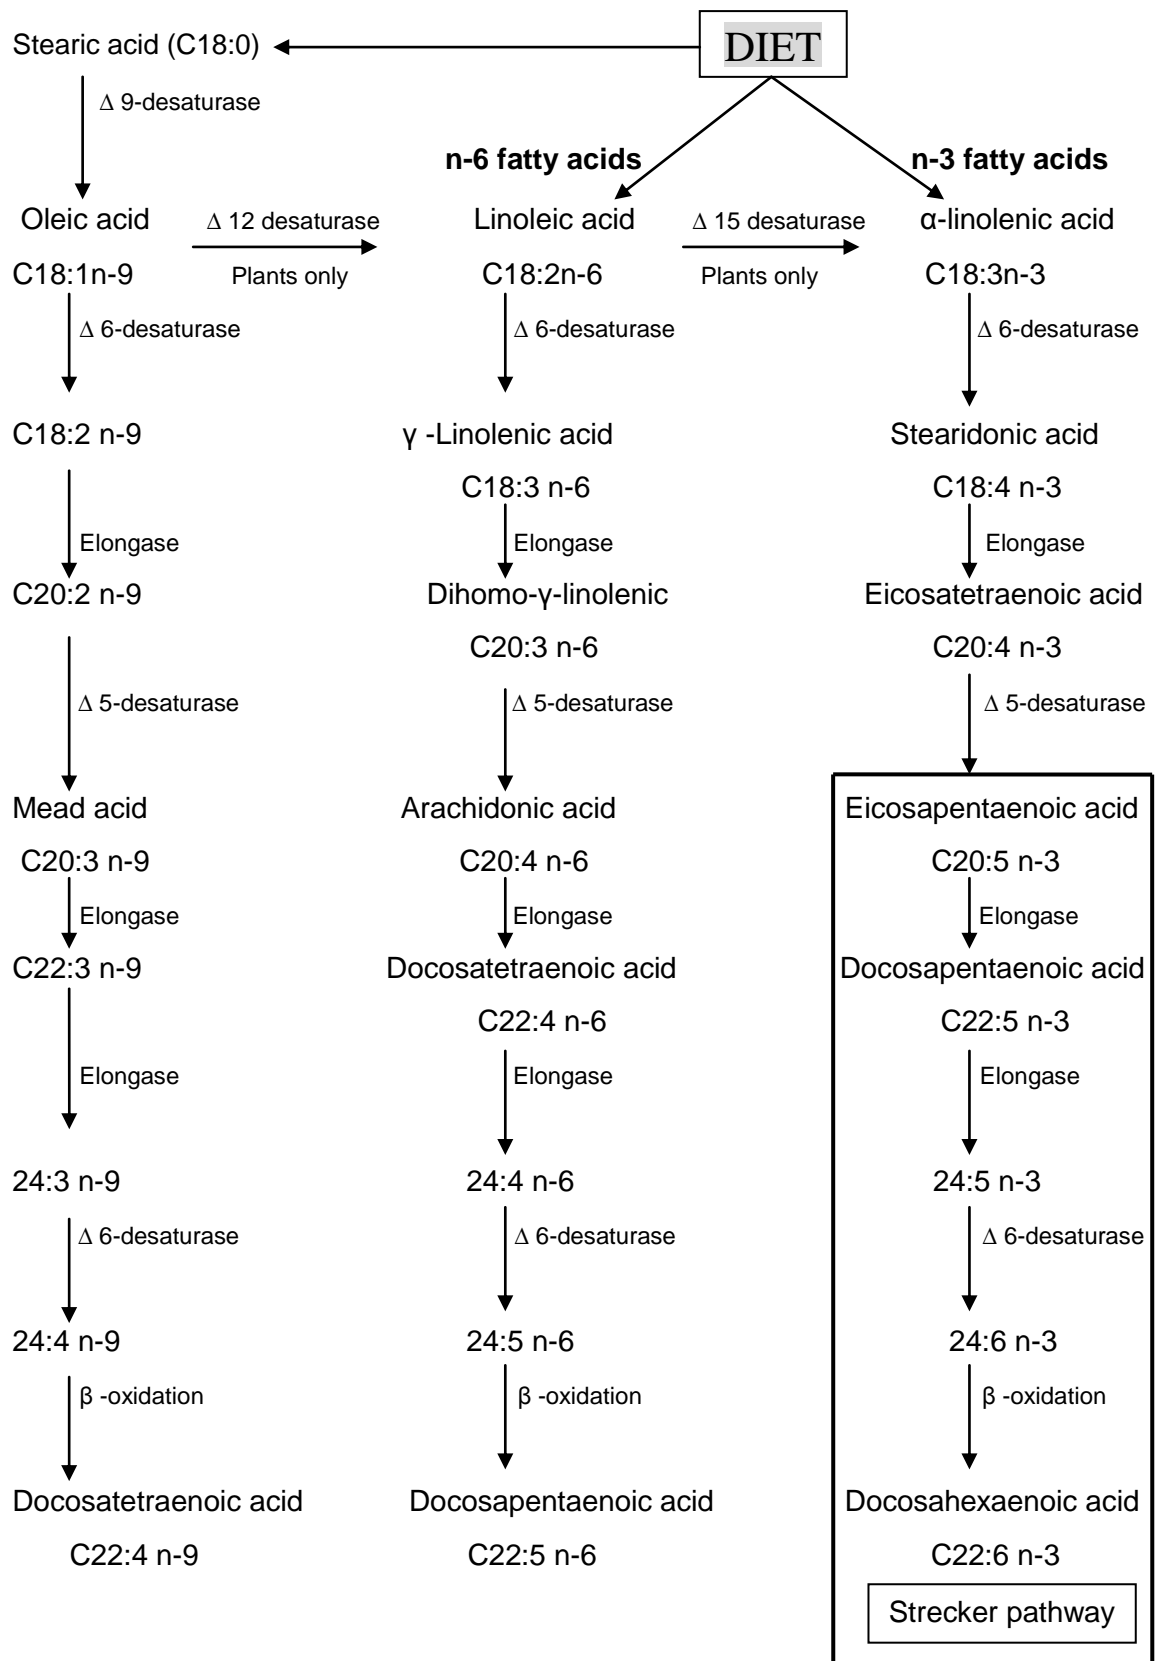 Stearic acid (C18:0)
DIET
Δ 9-desaturase
n-6 fatty acids
n-3 fatty acids
Oleic acid
Δ 12 desaturase
Linoleic acid
Δ 15 desaturase
α-linolenic acid
C18:1n-9
Plants only
C18:2n-6
Plants only
C18:3n-3
Δ 6-desaturase
Δ 6-desaturase
Δ 6-desaturase
C18:2 n-9
γ -Linolenic acid
Stearidonic acid
C18:3 n-6
C18:4 n-3
Elongase
Elongase
Elongase
C20:2 n-9
Dihomo-γ-linolenic
Eicosatetraenoic acid
C20:3 n-6
C20:4 n-3
Δ 5-desaturase
Δ 5-desaturase
Δ 5-desaturase
Mead acid
Arachidonic acid
Eicosapentaenoic acid
C20:3 n-9
C20:4 n-6
C20:5 n-3
Elongase
Elongase
Elongase
C22:3 n-9
Docosatetraenoic acid
Docosapentaenoic acid
C22:4 n-6
C22:5 n-3
Elongase
Elongase
Elongase
24:3 n-9
24:4 n-6
24:5 n-3
Δ 6-desaturase
Δ 6-desaturase
Δ 6-desaturase
24:4 n-9
24:5 n-6
24:6 n-3
β -oxidation
β -oxidation
β -oxidation
Docosatetraenoic acid
Docosapentaenoic acid
Docosahexaenoic acid
C22:4 n-9
C22:5 n-6
C22:6 n-3
Strecker pathway